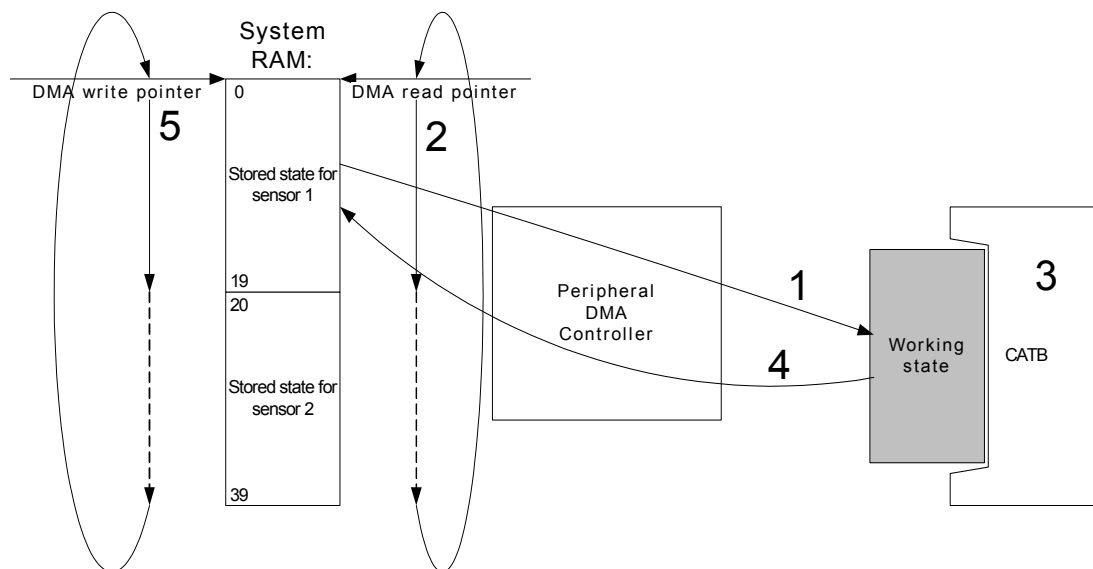 System
RAM:
DMA write pointer
0
DMA read pointer
5
2
Stored state for
sensor 1
19
20
Stored state for
sensor 2
39
Peripheral
DMA
Controller
1
4
Working
state
3
CATB